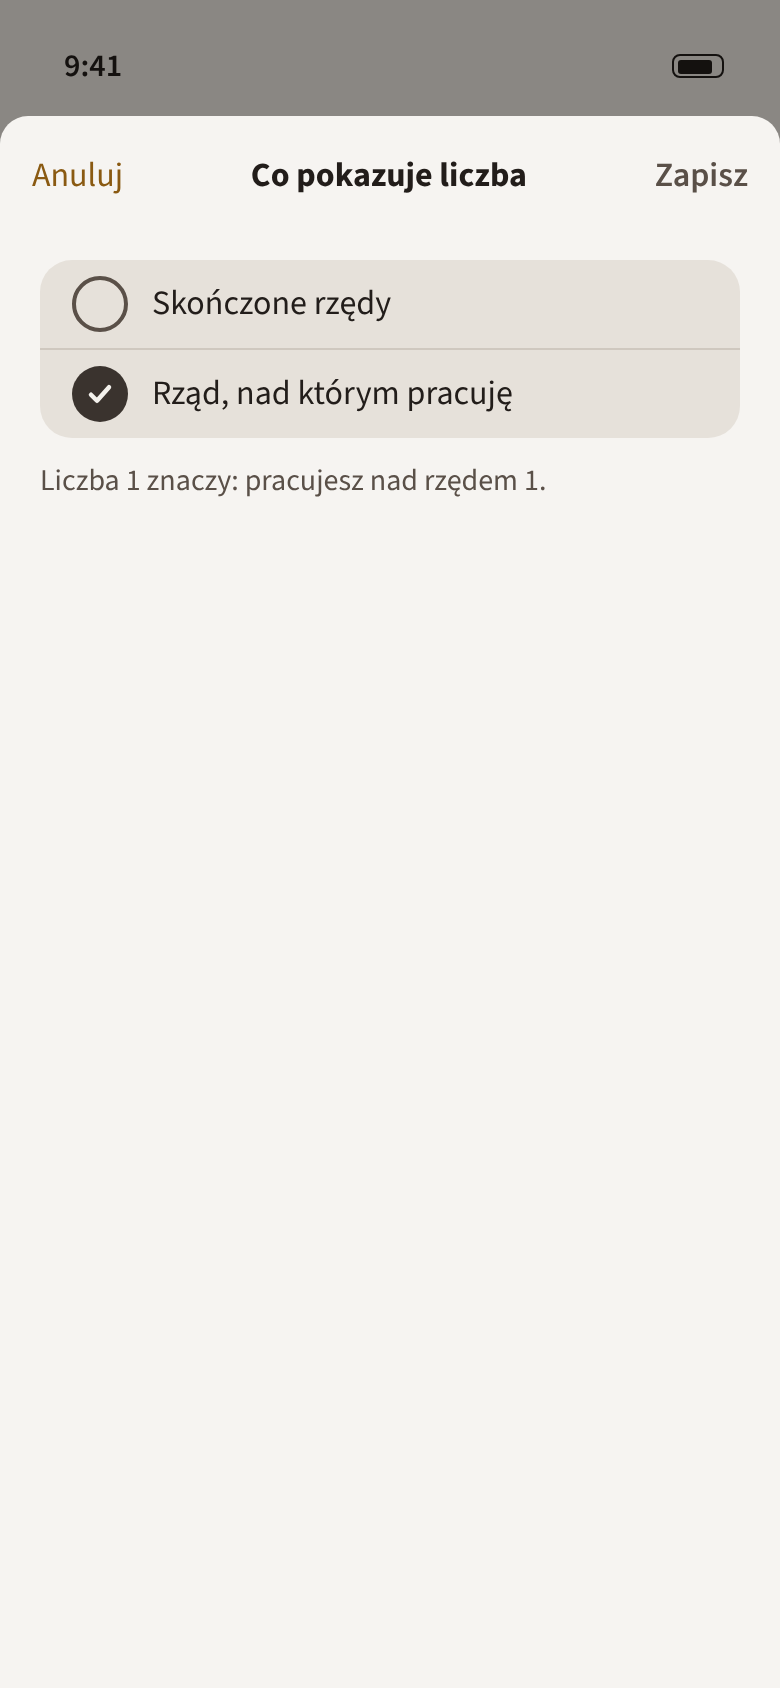 9:41
Anuluj Co pokazuje liczba Zapisz
Skończone rzędy
Rząd, nad którym pracuję
Liczba 1 znaczy: pracujesz nad rzędem 1.